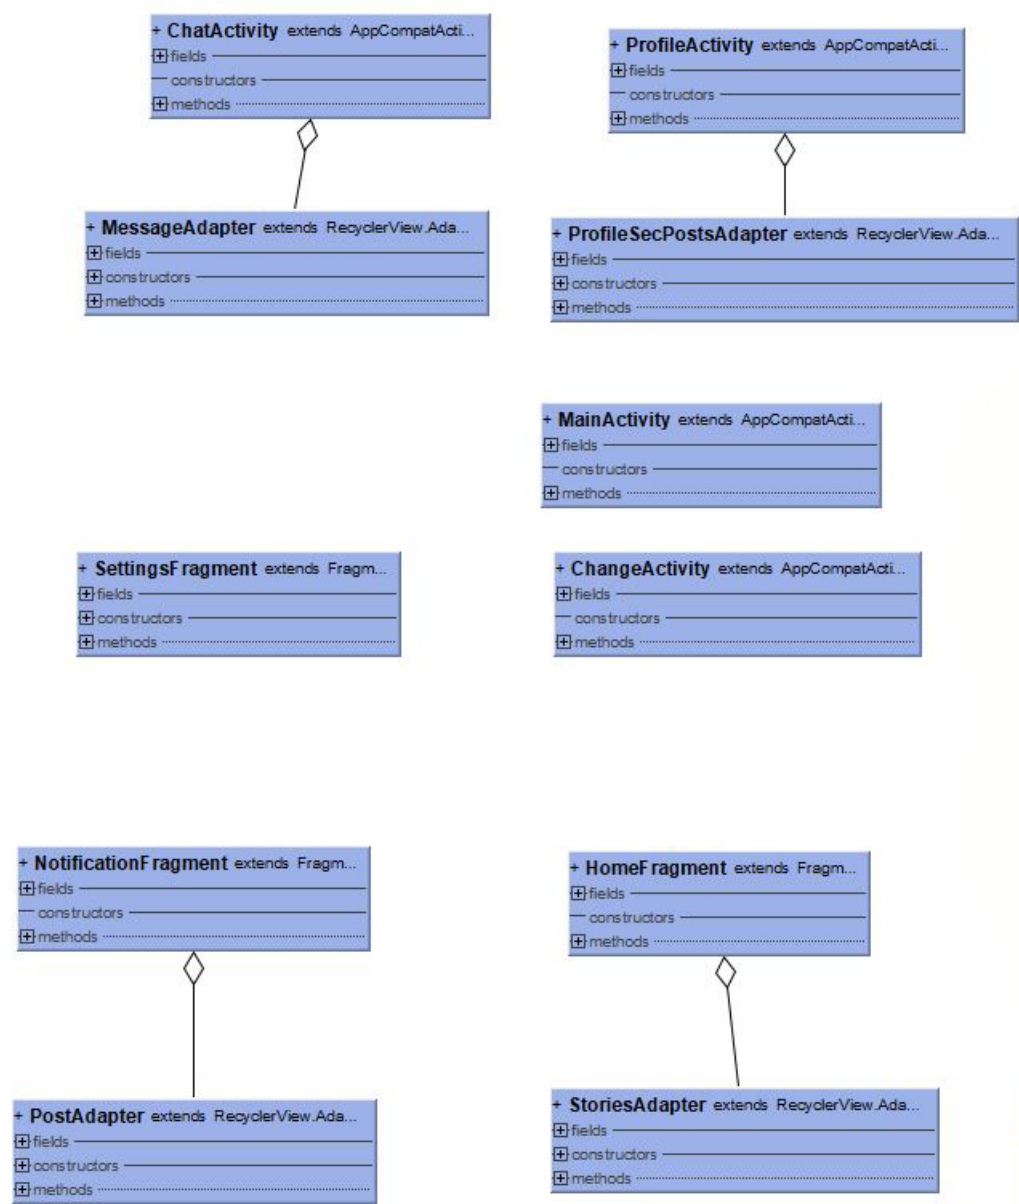 + ChatActivity extends AppCompatActi...
fields
constructors
methods
+ ProfileActivity extends AppCompatActi...
fields
constructors
methods
+ MessageAdapter extends RecyclerView.Ada...
fields
constructors
methods
+ ProfileSecPostsAdapter extends RecyclerView.Ada...
fields
constructors
methods
+ MainActivity extends AppCompatActi...
fields
constructors
methods
+ SettingsFragment extends Fragm...
fields
constructors
methods
+ ChangeActivity extends AppCompatActi...
fields
constructors
methods
+ NotificationFragment extends Fragm...
fields
constructors
methods
+ HomeFragment extends Fragm...
fields
constructors
methods
+ PostAdapter extends RecyclerView.Ada...
fields
constructors
methods
+ StoriesAdapter extends RecyclerView.Ada...
fields
constructors
methods